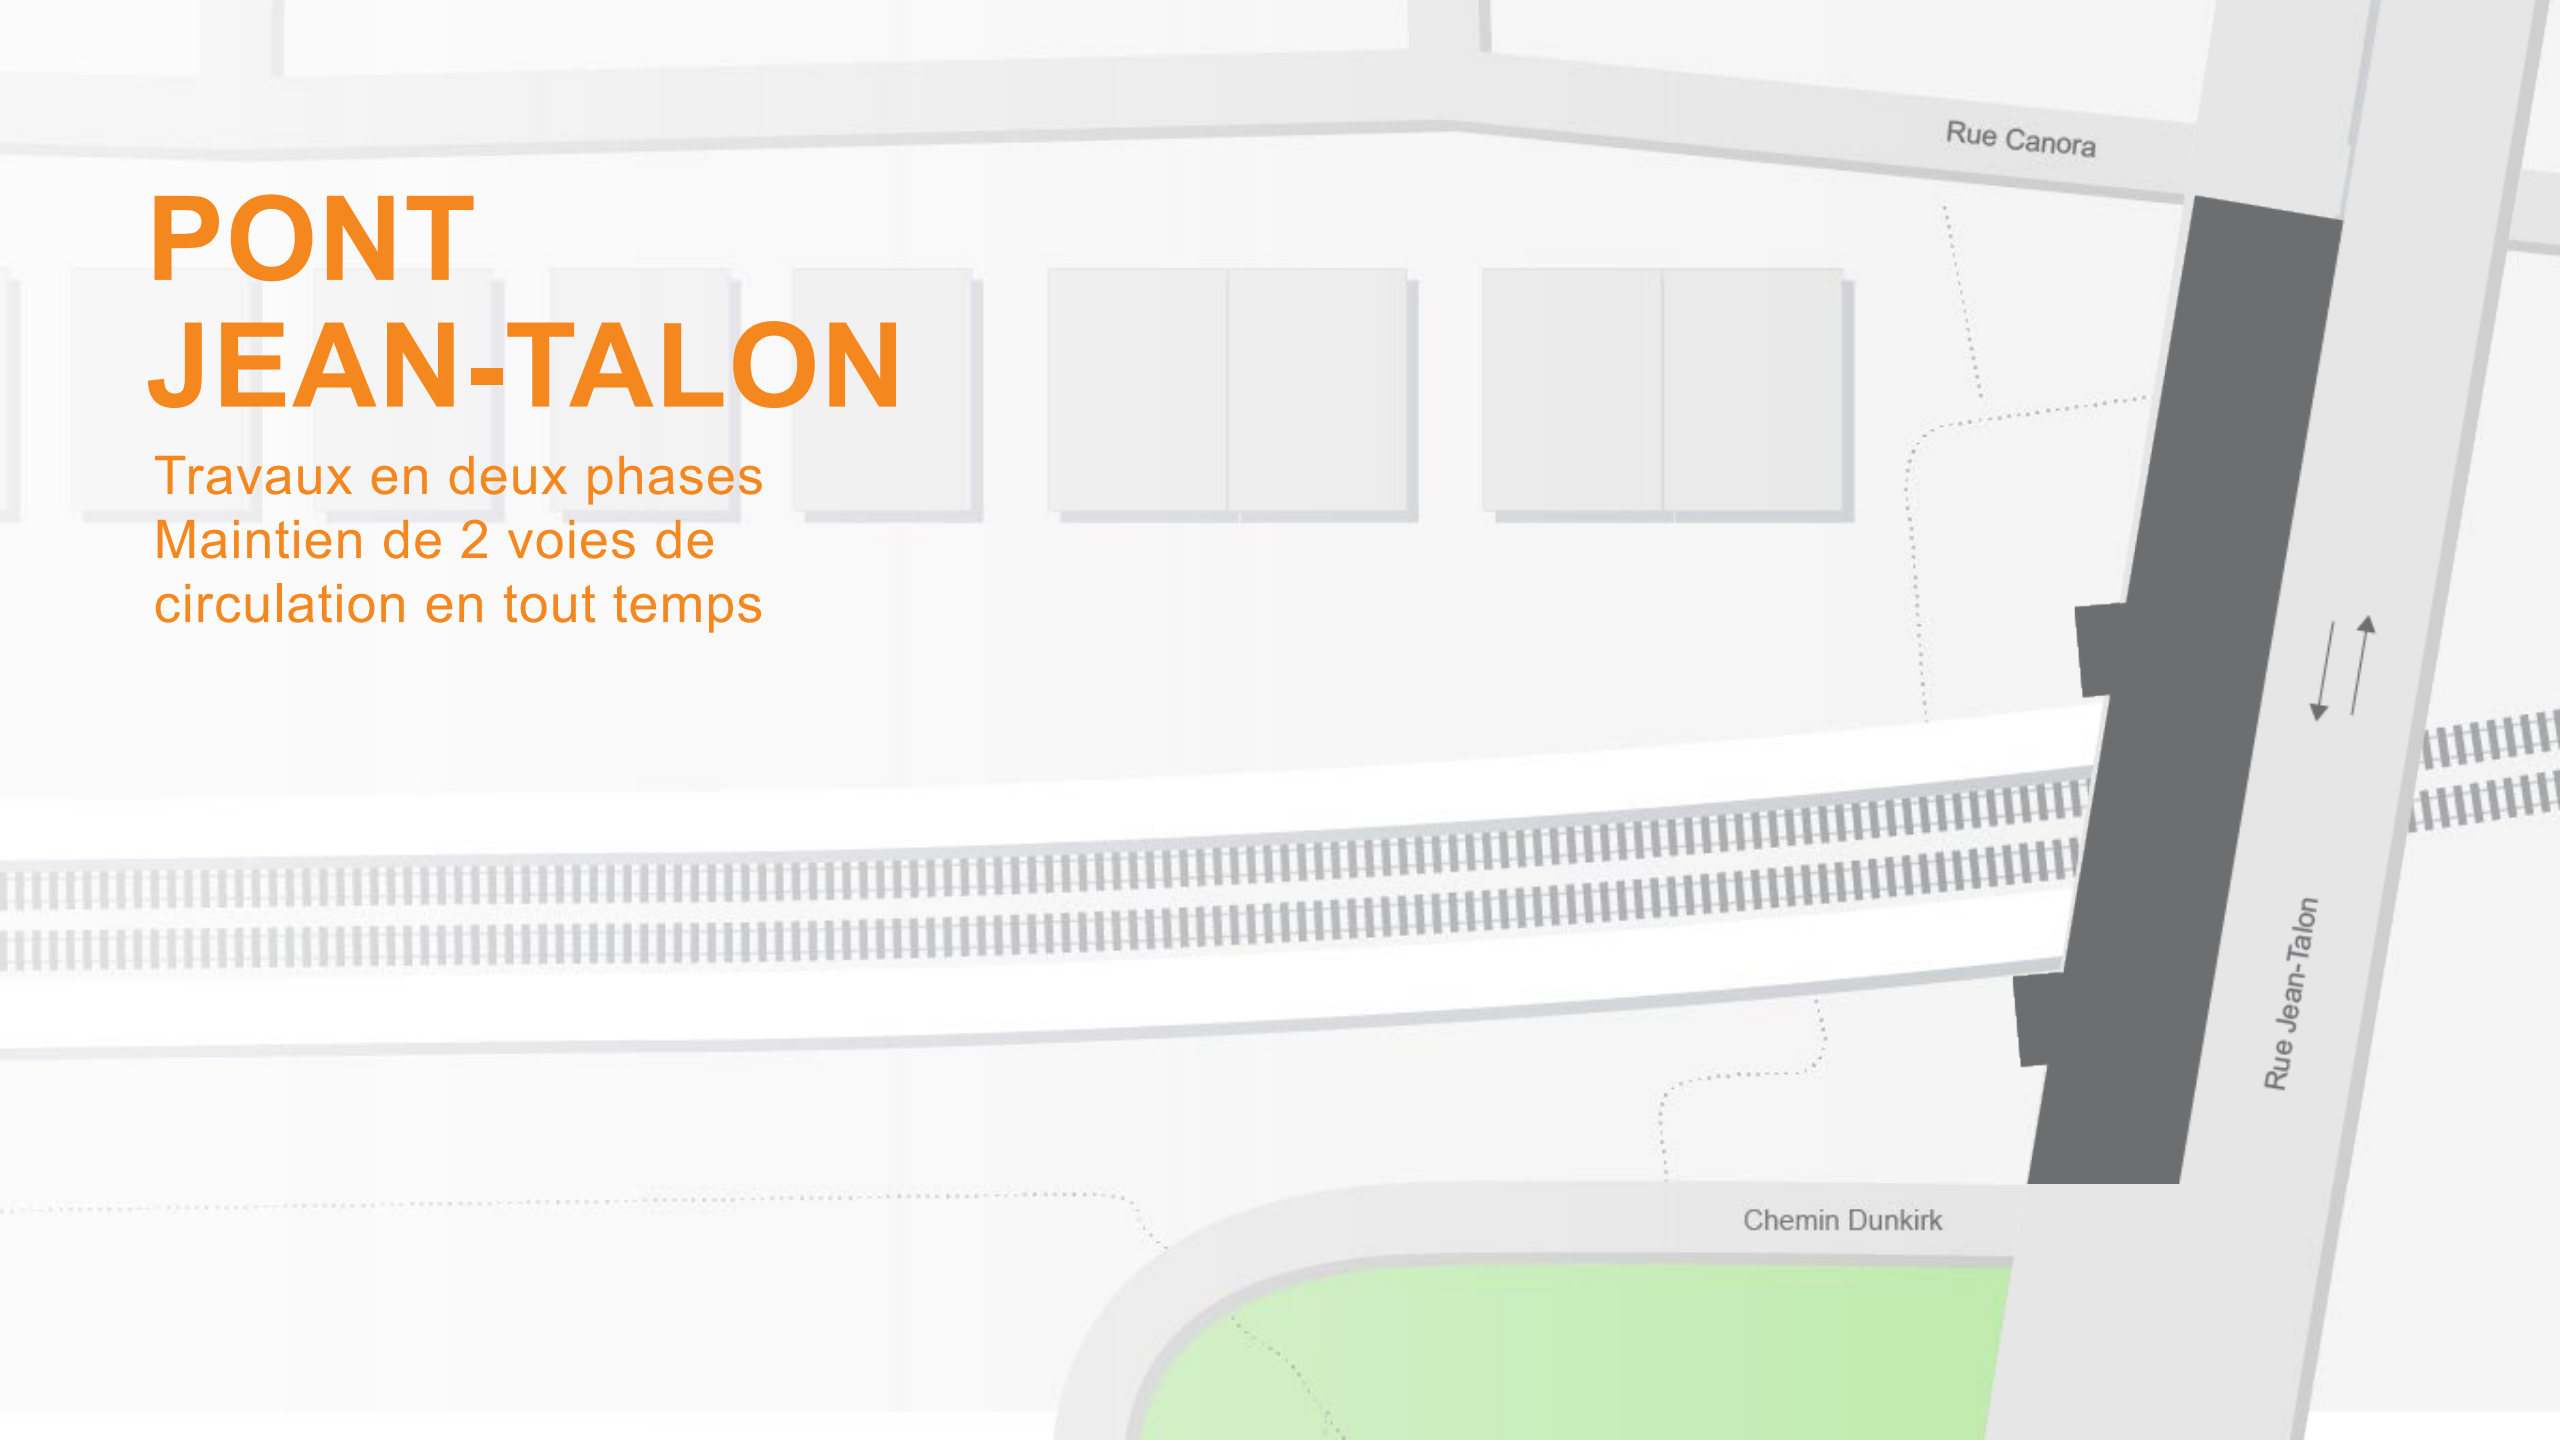 PONT
JEAN-TALON
Travaux en deux phases
Maintien de 2 voies de
circulation en tout temps
Rue Canora
Rue Jean-Talon
Chemin Dunkirk